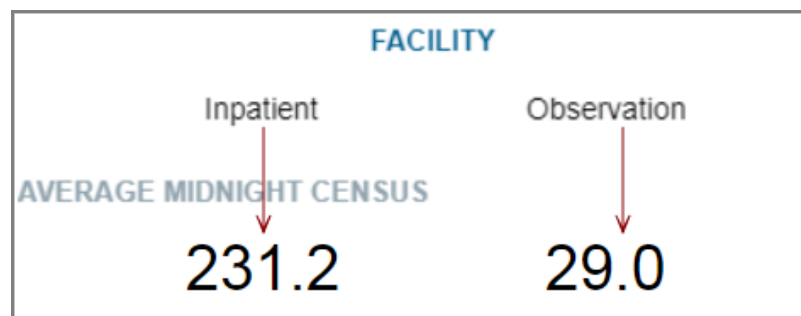 FACILITY
Inpatient Observation
AVERAGE MIDNIGHT CENSUS
231.2 29.0